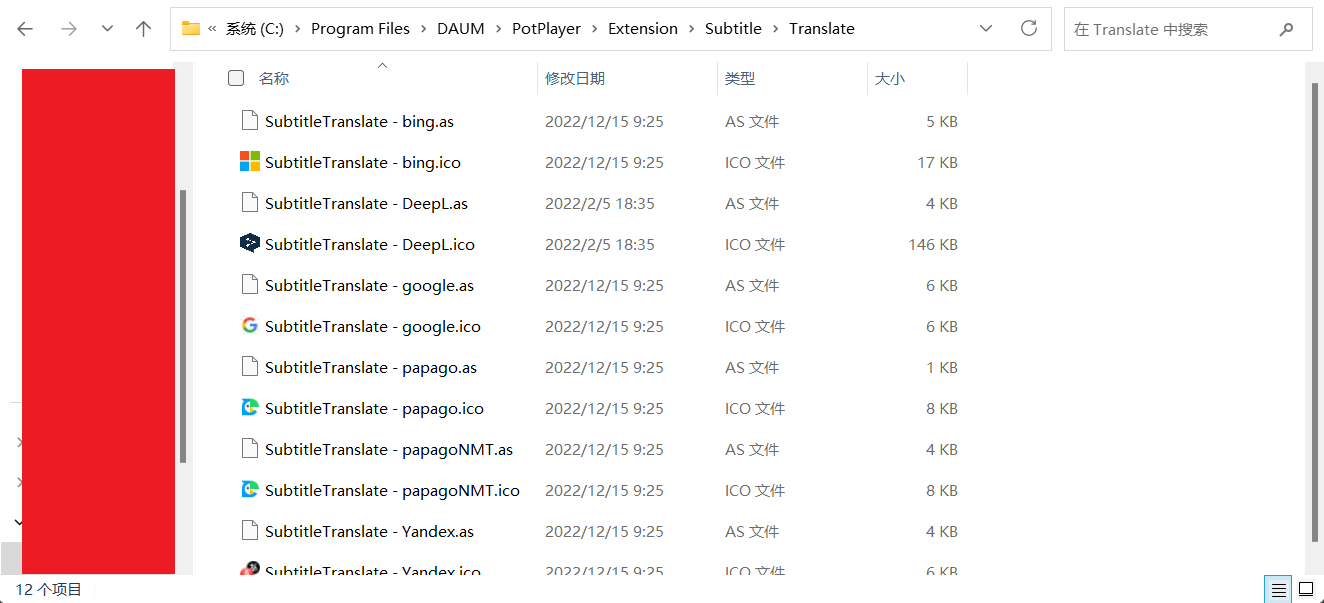 « 系统 (C:) › Program Files › DAUM › PotPlayer › Extension › Subtitle › Translate
在 Translate 中搜索
名称 修改日期 类型 大小
SubtitleTranslate - bing.as 2022/12/15 9:25 AS 文件 5 KB
SubtitleTranslate - bing.ico 2022/12/15 9:25 ICO 文件 17 KB
SubtitleTranslate - DeepL.as 2022/2/5 18:35 AS 文件 4 KB
SubtitleTranslate - DeepL.ico 2022/2/5 18:35 ICO 文件 146 KB
SubtitleTranslate - google.as 2022/12/15 9:25 AS 文件 6 KB
SubtitleTranslate - google.ico 2022/12/15 9:25 ICO 文件 6 KB
SubtitleTranslate - papago.as 2022/12/15 9:25 AS 文件 1 KB
SubtitleTranslate - papago.ico 2022/12/15 9:25 ICO 文件 8 KB
SubtitleTranslate - papagoNMT.as 2022/12/15 9:25 AS 文件 4 KB
SubtitleTranslate - papagoNMT.ico 2022/12/15 9:25 ICO 文件 8 KB
SubtitleTranslate - Yandex.as 2022/12/15 9:25 AS 文件 4 KB
SubtitleTranslate - Yandex.ico 2022/12/15 9:25 ICO 文件 6 KB
12 个项目